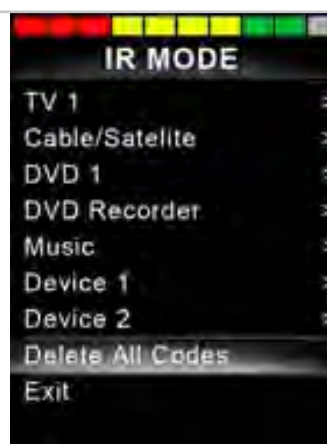 IR MODE
TV 1 >
Cable/Satelite >
DVD 1 >
DVD Recorder >
Music >
Device 1 >
Device 2 >
Delete All Codes
Exit